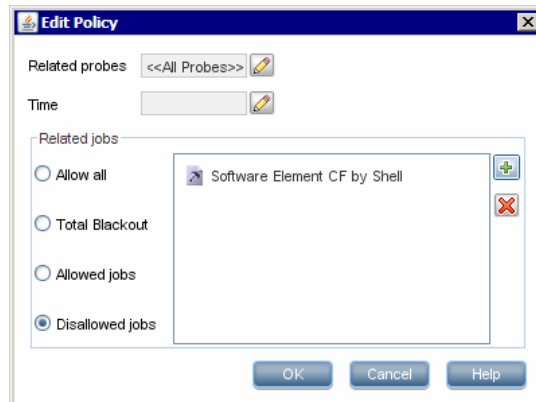 Edit Policy
Related probes <<All Probes>>
Time
Related jobs
Allow all
Software Element CF by Shell
Total Blackout
Allowed jobs
Disallowed jobs
OK Cancel Help